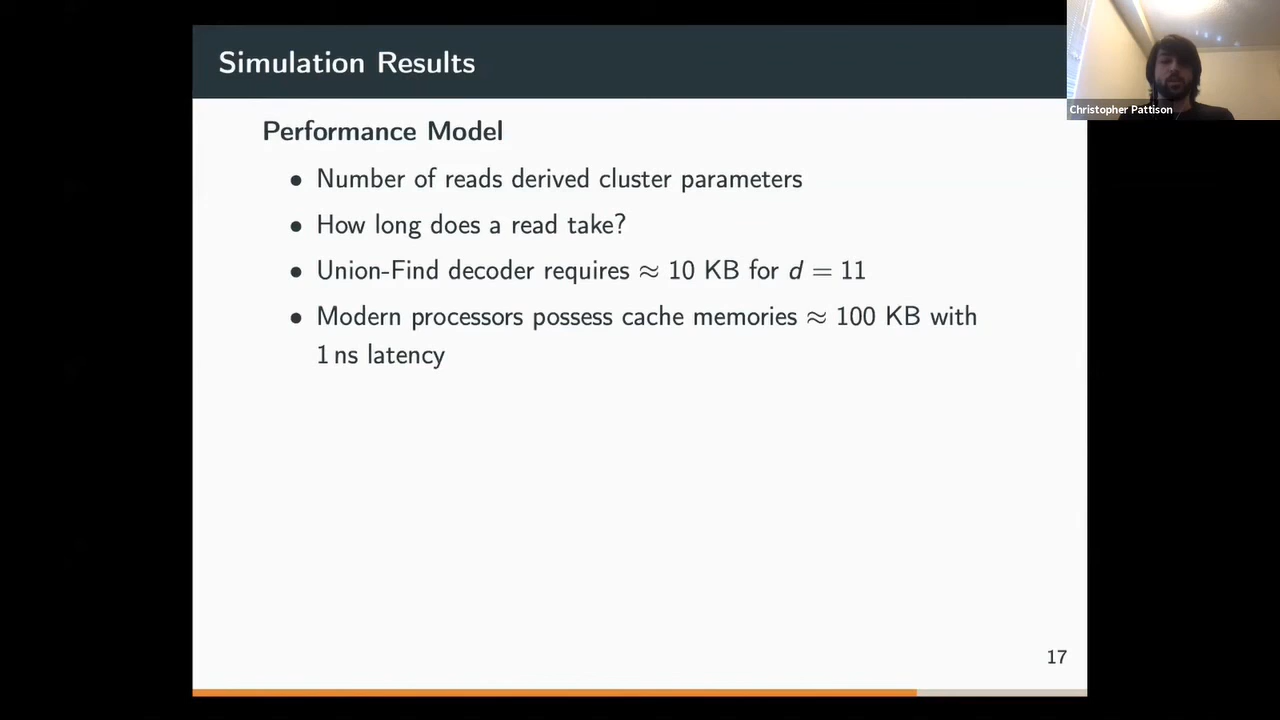 Simulation Results
Christopher Pattison
Performance Model
• Number of reads derived cluster parameters
• How long does a read take?
• Union-Find decoder requires ≈ 10 KB for d = 11
• Modern processors possess cache memories ≈ 100 KB with
1 ns latency
17